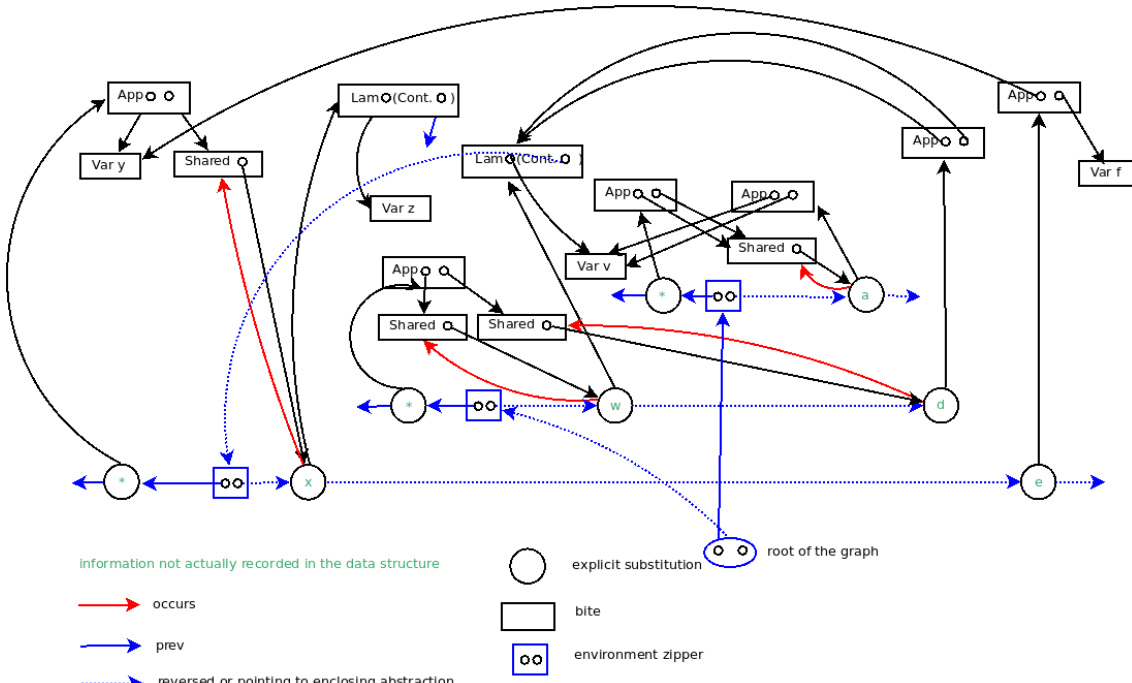 App
App
Lam (Cont. )
App
Var y
Shared
Lam (Cont. )
Var f
App
App
Var z
Shared
Var v
App
*
a
Shared
Shared
*
w
d
*
x
e
root of the graph
information not actually recorded in the data structure
explicit substitution
occurs
bite
prev
environment zipper
reversed or pointing to enclosing abstraction